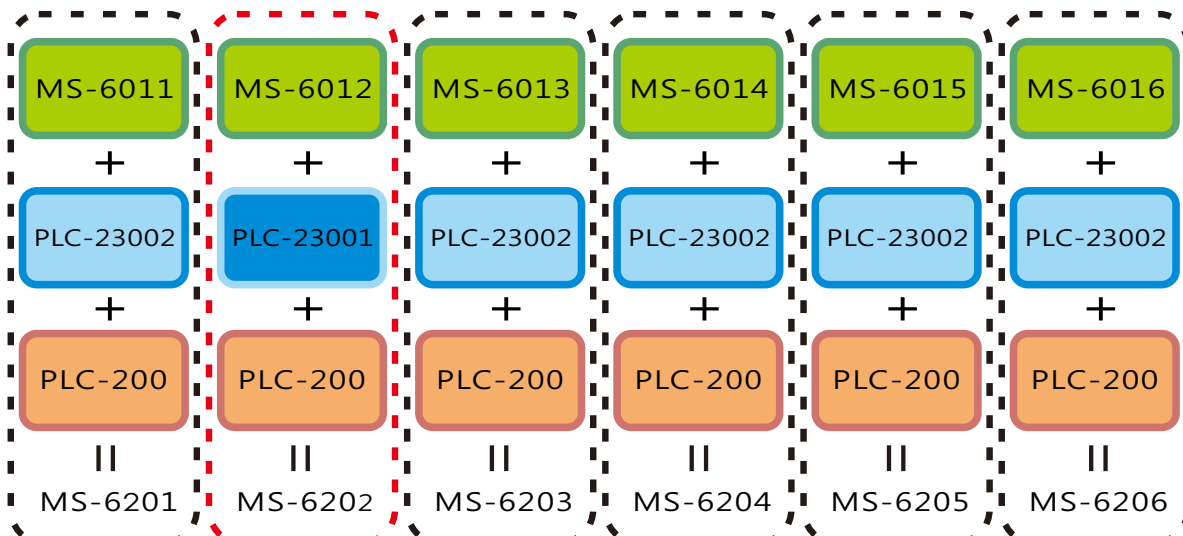 MS-6011 MS-6012 MS-6013 MS-6014 MS-6015 MS-6016
+ + + + + +
PLC-23002 PLC-23001 PLC-23002 PLC-23002 PLC-23002 PLC-23002
+ + + + + +
PLC-200 PLC-200 PLC-200 PLC-200 PLC-200 PLC-200
= = = = = =
MS-6201 MS-6202 MS-6203 MS-6204 MS-6205 MS-6206